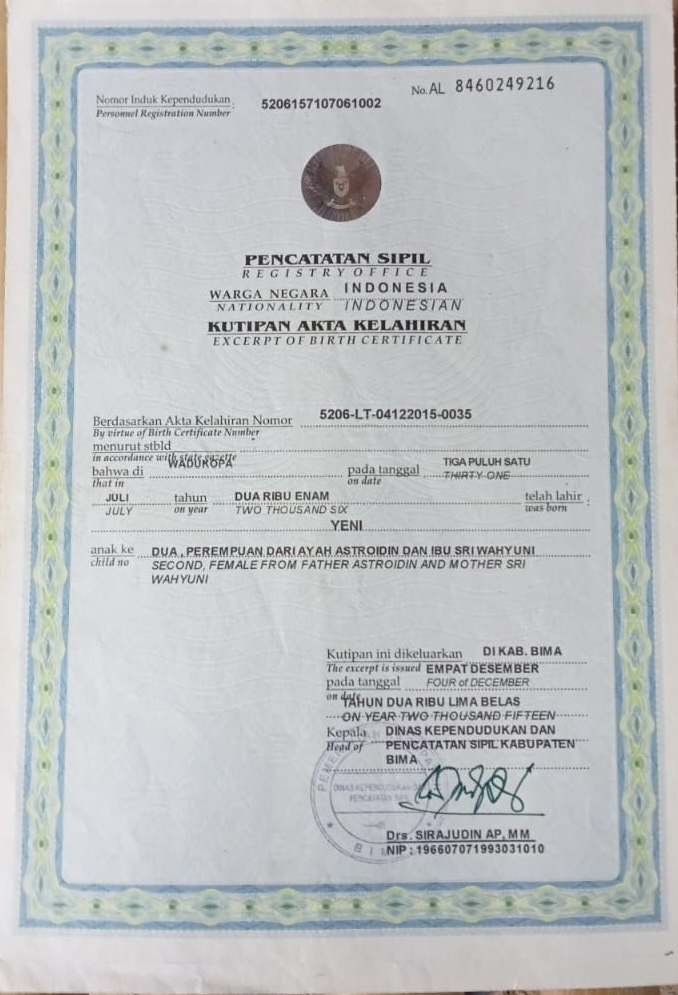 No. AL 8460249216
Nomor Induk Kependudukan : 5206157107061002
Personnel Registration Number
PENCATATAN SIPIL
REGISTRY OFFICE
WARGA NEGARA INDONESIA
NATIONALITY INDONESIAN
KUTIPAN AKTA KELAHIRAN
EXCERPT OF BIRTH CERTIFICATE
Berdasarkan Akta Kelahiran Nomor 5206-LT-04122015-0035
By virtue of Birth Certificate Number
menurut stbld
in accordance with state gazette
bahwa di WADUKOPA pada tanggal TIGA PULUH SATU
that in on date THIRTY ONE
JULI tahun DUA RIBU ENAM telah lahir :
JULY on year TWO THOUSAND SIX was born
YENI
anak ke DUA , PEREMPUAN DARI AYAH ASTROIDIN DAN IBU SRI WAHYUNI
child no SECOND, FEMALE FROM FATHER ASTROIDIN AND MOTHER SRI
WAHYUNI
Kutipan ini dikeluarkan DI KAB. BIMA
The excerpt is issued EMPAT DESEMBER
pada tanggal FOUR of DECEMBER
on date TAHUN DUA RIBU LIMA BELAS
ON YEAR TWO THOUSAND FIFTEEN
Kepala DINAS KEPENDUDUKAN DAN
Head of PENCATATAN SIPIL KABUPATEN
BIMA
DINAS KEPENDUDUKAN
PENCATATAN SIPIL
BIMA
Drs. SIRAJUDIN AP, MM
NIP : 196607071993031010